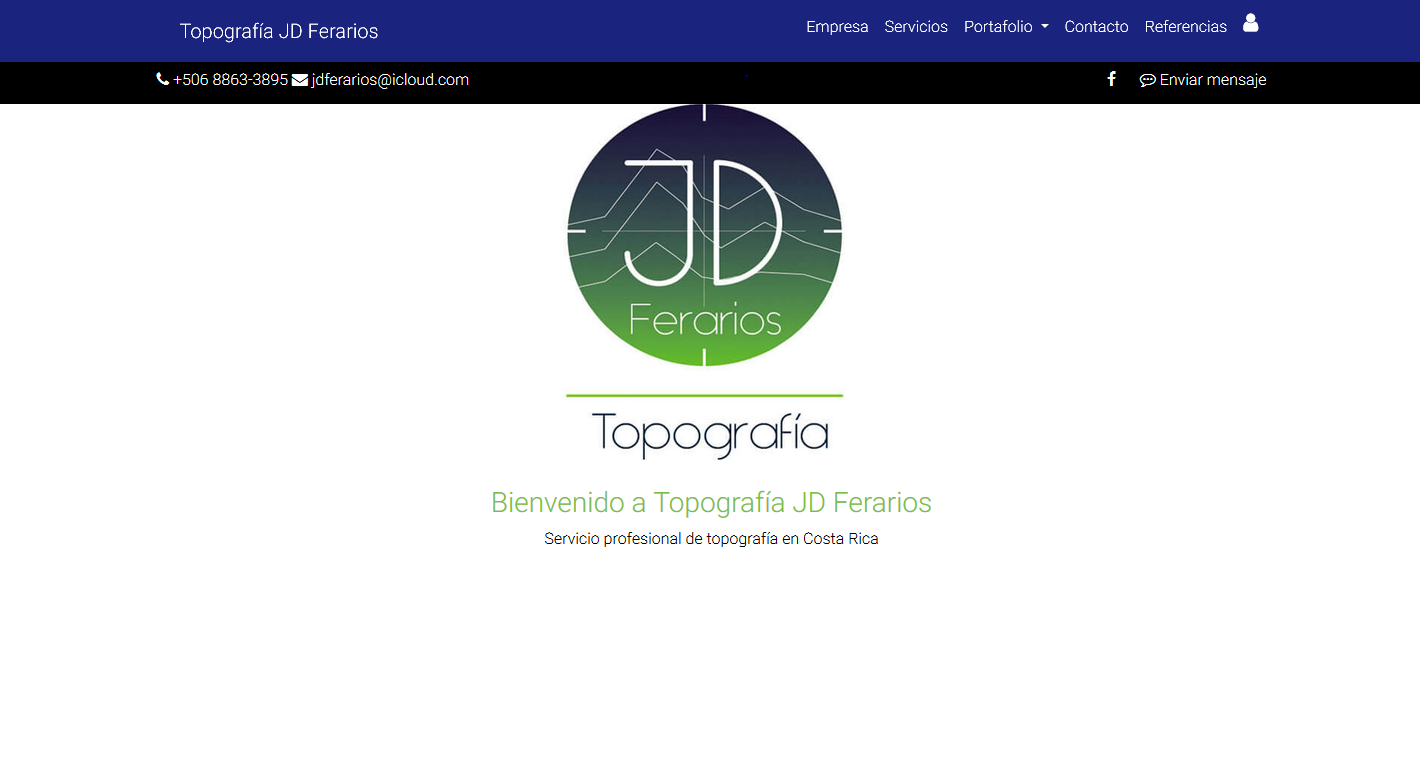 Topografía JD Ferarios
Empresa Servicios Portafolio Contacto Referencias
+506 8863-3895 jdferarios@icloud.com
Enviar mensaje
JD
Ferarios
Topografía
Bienvenido a Topografía JD Ferarios
Servicio profesional de topografía en Costa Rica